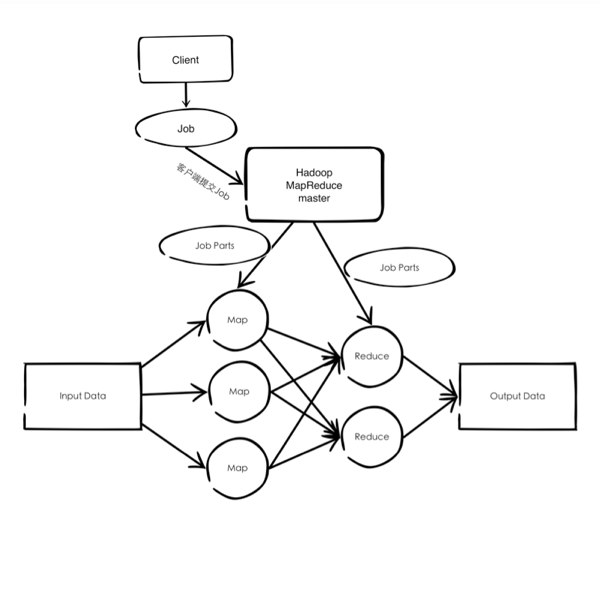 Client
Job
客户端提交Job
Hadoop
MapReduce
master
Job Parts
Job Parts
Map
Reduce
Input Data
Map
Output Data
Reduce
Map